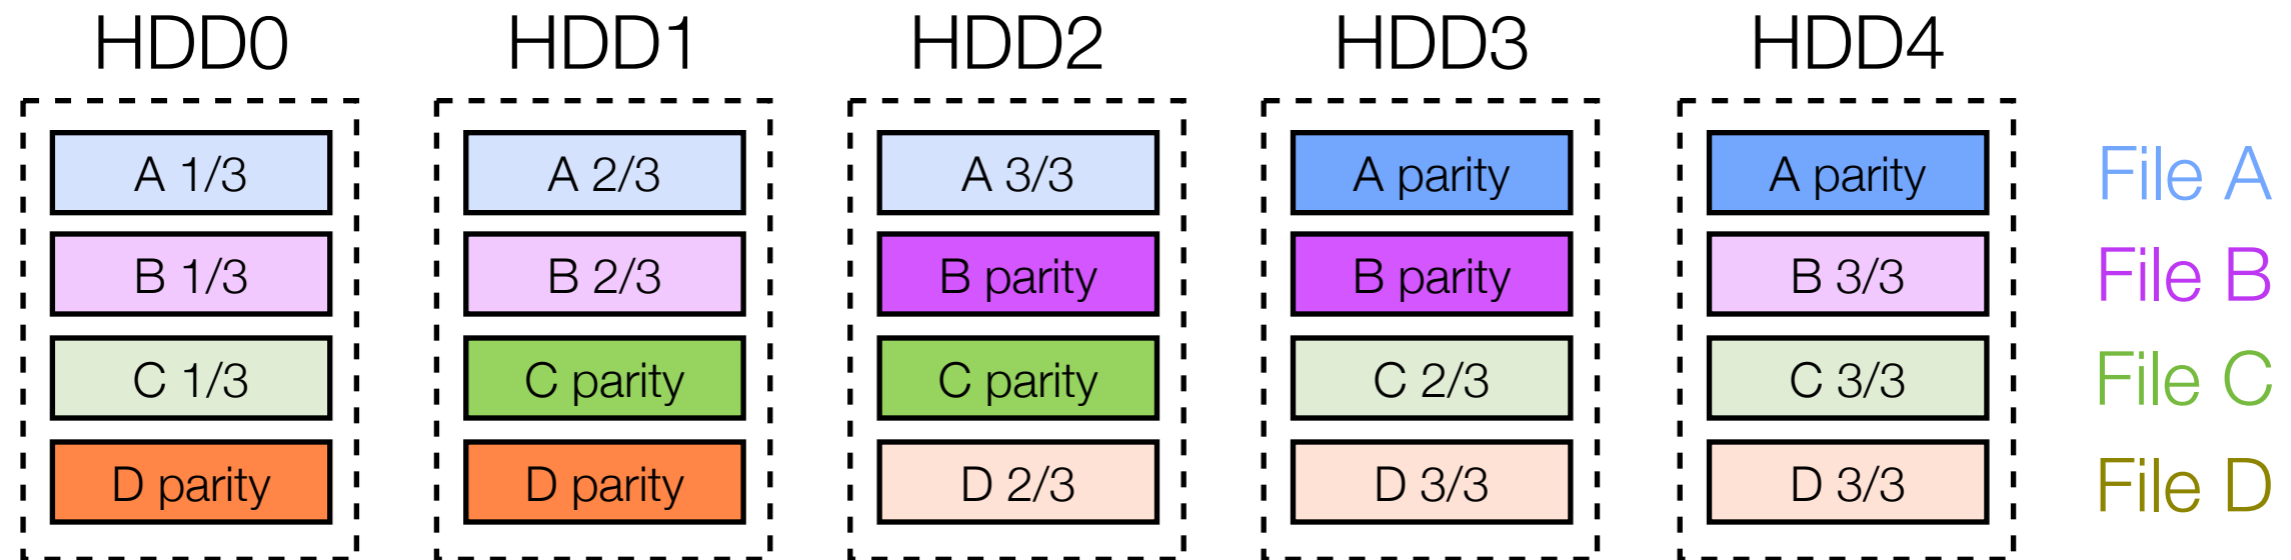 HDD0 HDD1 HDD2 HDD3 HDD4
A 1/3 A 2/3 A 3/3 A parity A parity File A
B 1/3 B 2/3 B parity B parity B 3/3 File B
C 1/3 C parity C parity C 2/3 C 3/3 File C
D parity D parity D 2/3 D 3/3 D 3/3 File D